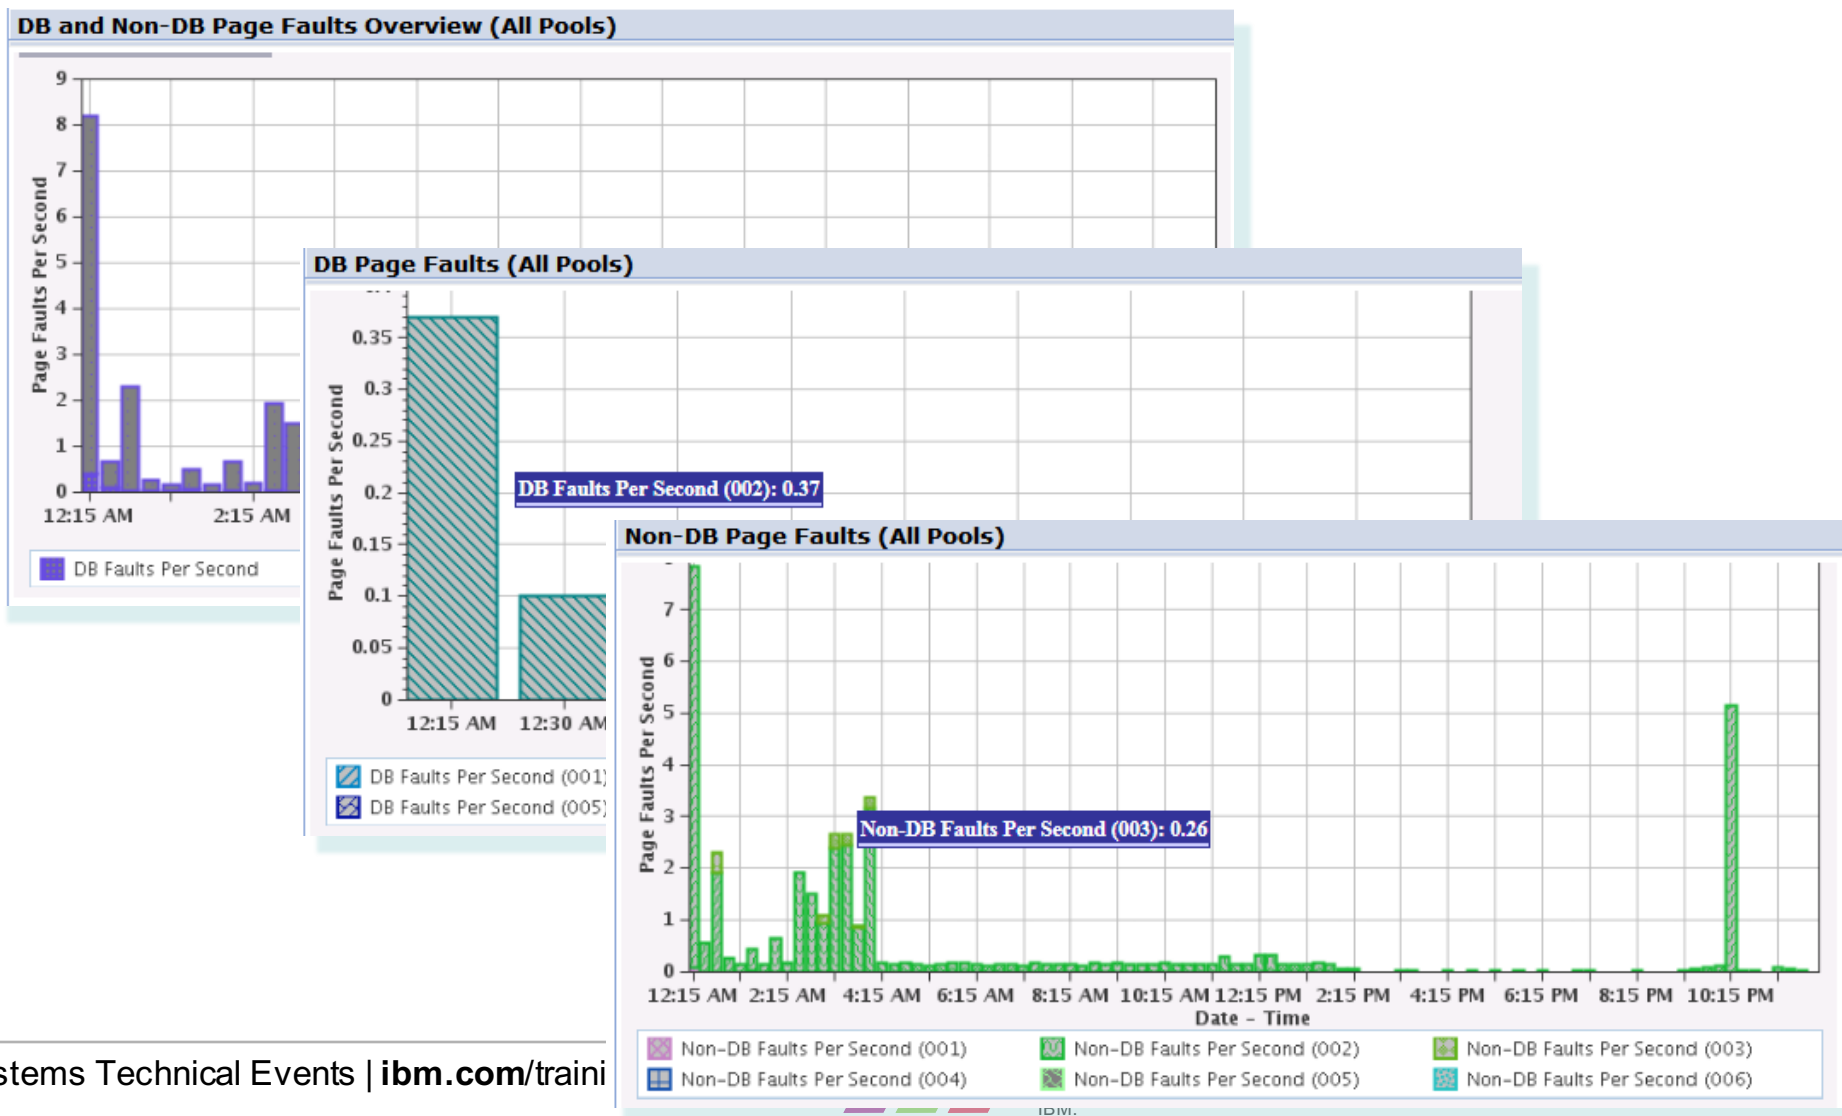 DB and Non-DB Page Faults Overview (All Pools)
9
8
7
6
5
4
3
2
1
0
Page Faults Per Second
12:15 AM 2:15 AM
DB Faults Per Second
DB Page Faults (All Pools)
0.35
0.3
0.25
0.2
0.15
0.1
0.05
0
Page Faults Per Second
DB Faults Per Second (002): 0.37
12:15 AM 12:30 AM
DB Faults Per Second (001)
DB Faults Per Second (005)
Non-DB Page Faults (All Pools)
7
6
5
4
3
2
1
0
Page Faults Per Second
Non-DB Faults Per Second (003): 0.26
12:15 AM 2:15 AM 4:15 AM 6:15 AM 8:15 AM 10:15 AM 12:15 PM 2:15 PM 4:15 PM 6:15 PM 8:15 PM 10:15 PM
Date - Time
Non-DB Faults Per Second (001) Non-DB Faults Per Second (002) Non-DB Faults Per Second (003)
Non-DB Faults Per Second (004) Non-DB Faults Per Second (005) Non-DB Faults Per Second (006)
stems Technical Events | ibm.com/traini
IBM.